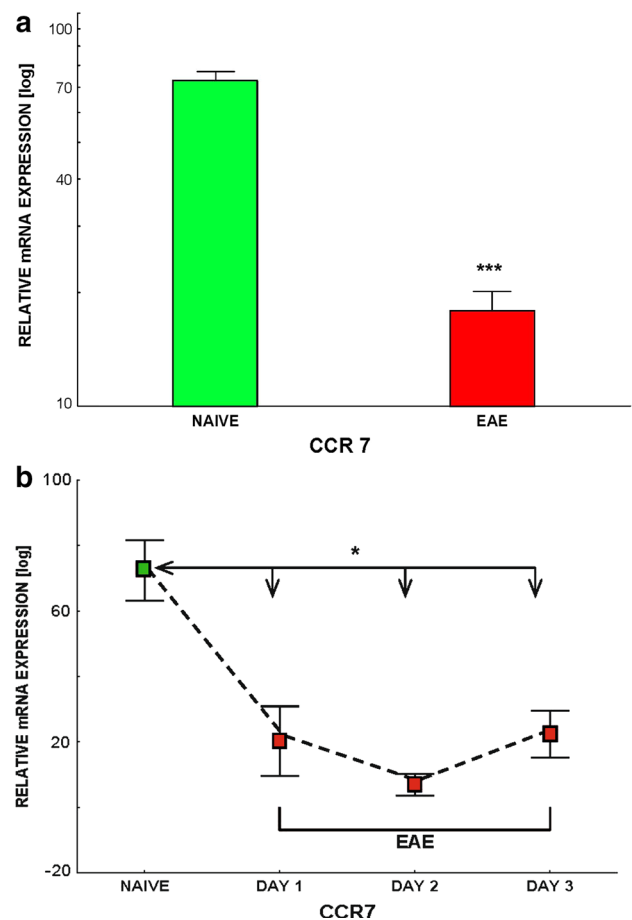 a
RELATIVE mRNA EXPRESSION [log]
100
70
40
10
***
NAIVE
EAE
CCR 7
b
RELATIVE mRNA EXPRESSION [log]
100
60
20
-20
*
EAE
NAIVE
DAY 1
DAY 2
DAY 3
CCR7